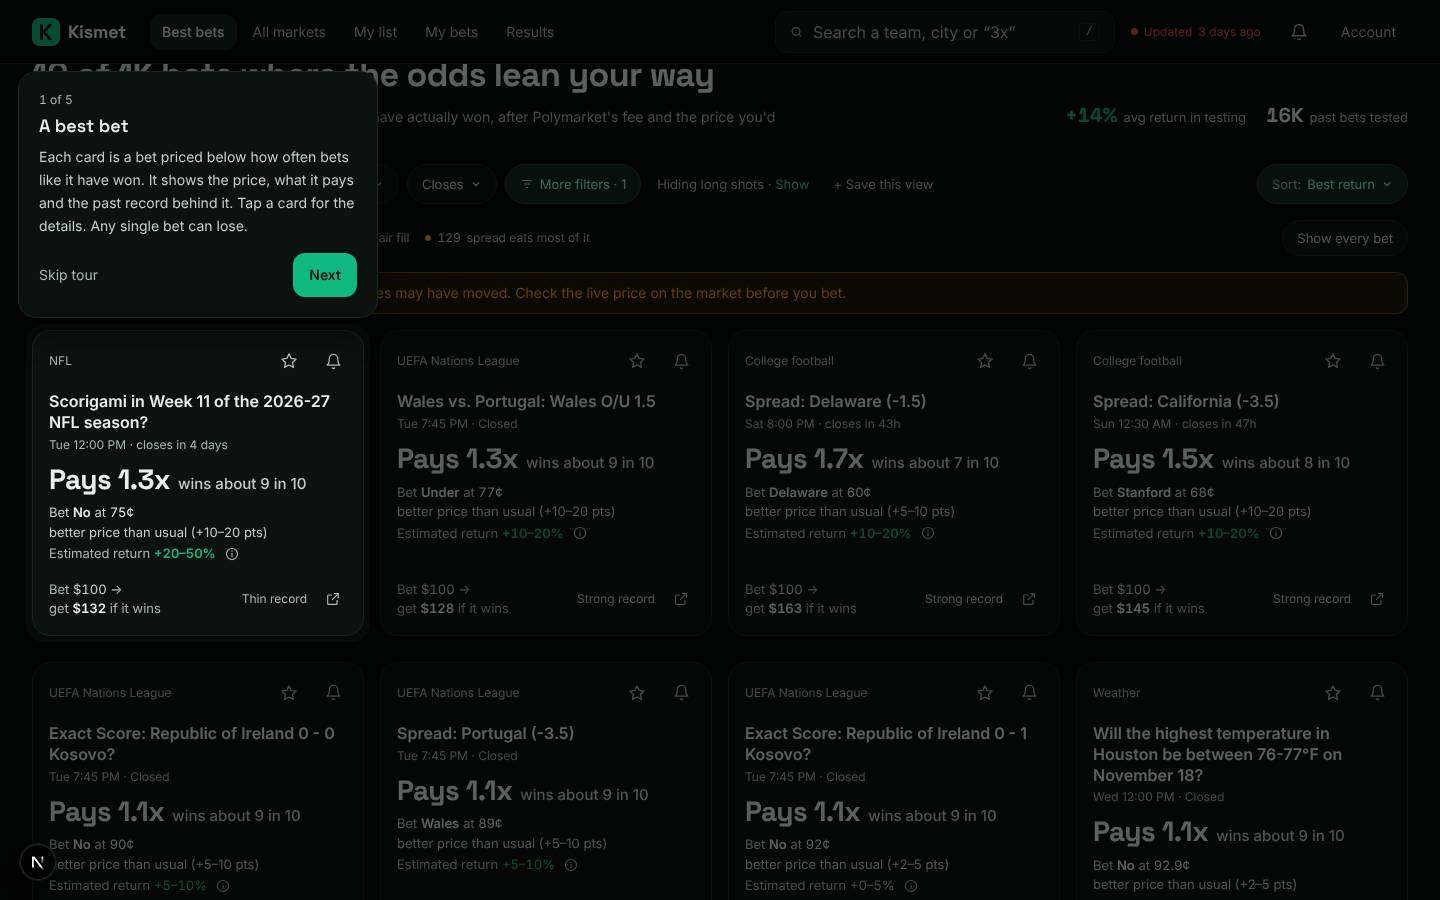 Kismet
Best bets
All markets
My list
My bets
Results
Search a team, city or “3x”
/
Updated 3 days ago
Account
of 4K bets where the odds lean your way
have actually won, after Polymarket's fee and the price you'd
+14% avg return in testing
16K past bets tested
1 of 5
A best bet
Each card is a bet priced below how often bets
like it have won. It shows the price, what it pays
and the past record behind it. Tap a card for the
details. Any single bet can lose.
Skip tour
Next
Closes
More filters · 1
Hiding long shots · Show
+ Save this view
Sort: Best return
fair fill
129 spread eats most of it
Show every bet
may have moved. Check the live price on the market before you bet.
NFL
Scorigami in Week 11 of the 2026-27
NFL season?
Tue 12:00 PM · closes in 4 days
Pays 1.3x wins about 9 in 10
Bet No at 75¢
better price than usual (+10–20 pts)
Estimated return +20–50%
Bet $100 →
get $132 if it wins
Thin record
UEFA Nations League
Wales vs. Portugal: Wales O/U 1.5
Tue 7:45 PM · Closed
Pays 1.3x wins about 9 in 10
Bet Under at 77¢
better price than usual (+10–20 pts)
Estimated return +10–20%
Bet $100 →
get $128 if it wins
Strong record
College football
Spread: Delaware (-1.5)
Sat 8:00 PM · closes in 43h
Pays 1.7x wins about 7 in 10
Bet Delaware at 60¢
better price than usual (+5–10 pts)
Estimated return +10–20%
Bet $100 →
get $163 if it wins
Strong record
College football
Spread: California (-3.5)
Sun 12:30 AM · closes in 47h
Pays 1.5x wins about 8 in 10
Bet Stanford at 68¢
better price than usual (+10–20 pts)
Estimated return +10–20%
Bet $100 →
get $145 if it wins
Strong record
UEFA Nations League
Exact Score: Republic of Ireland 0 - 0
Kosovo?
Tue 7:45 PM · Closed
Pays 1.1x wins about 9 in 10
Bet No at 90¢
better price than usual (+5–10 pts)
Estimated return +5–10%
UEFA Nations League
Spread: Portugal (-3.5)
Tue 7:45 PM · Closed
Pays 1.1x wins about 9 in 10
Bet Wales at 89¢
better price than usual (+5–10 pts)
Estimated return +5–10%
UEFA Nations League
Exact Score: Republic of Ireland 0 - 1
Kosovo?
Tue 7:45 PM · Closed
Pays 1.1x wins about 9 in 10
Bet No at 92¢
better price than usual (+2–5 pts)
Estimated return +0–5%
Weather
Will the highest temperature in
Houston be between 76-77°F on
November 18?
Wed 12:00 PM · Closed
Pays 1.1x wins about 9 in 10
Bet No at 92.9¢
better price than usual (+2–5 pts)